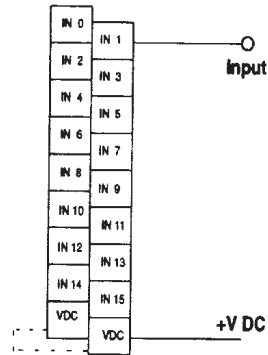 IN 0
IN 1
input
IN 2
IN 3
IN 4
IN 5
IN 6
IN 7
IN 8
IN 9
IN 10
IN 11
IN 12
IN 13
IN 14
IN 15
VDC
+V DC
VDC